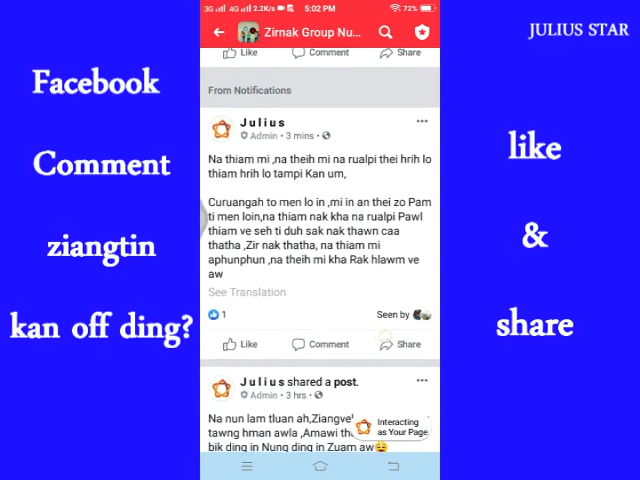 Facebook
Comment
ziangtin
kan off ding?
JULIUS STAR
like
&
share
3G 4G 2.2K/s 5:02 PM 72%
Zirnak Group Nu...
Like Comment Share
From Notifications
Julius
Admin • 3 mins •
Na thiam mi ,na theih mi na rualpi thei hrih lo
thiam hrih lo tampi Kan um,
Curuangah to men lo in ,mi in an thei zo Pam
ti men loin,na thiam nak kha na rualpi Pawl
thiam ve seh ti duh sak nak thawn caa
thatha ,Zir nak thatha, na thiam mi
aphunphun ,na theih mi kha Rak hlawm ve
aw
See Translation
1 Seen by
Like Comment Share
Julius shared a post.
Admin • 3 hrs •
Na nun lam tluan ah,
tawng hman awla ,Amawi
bik ding in Nung ding in Zuam aw
Interacting
as Your Page